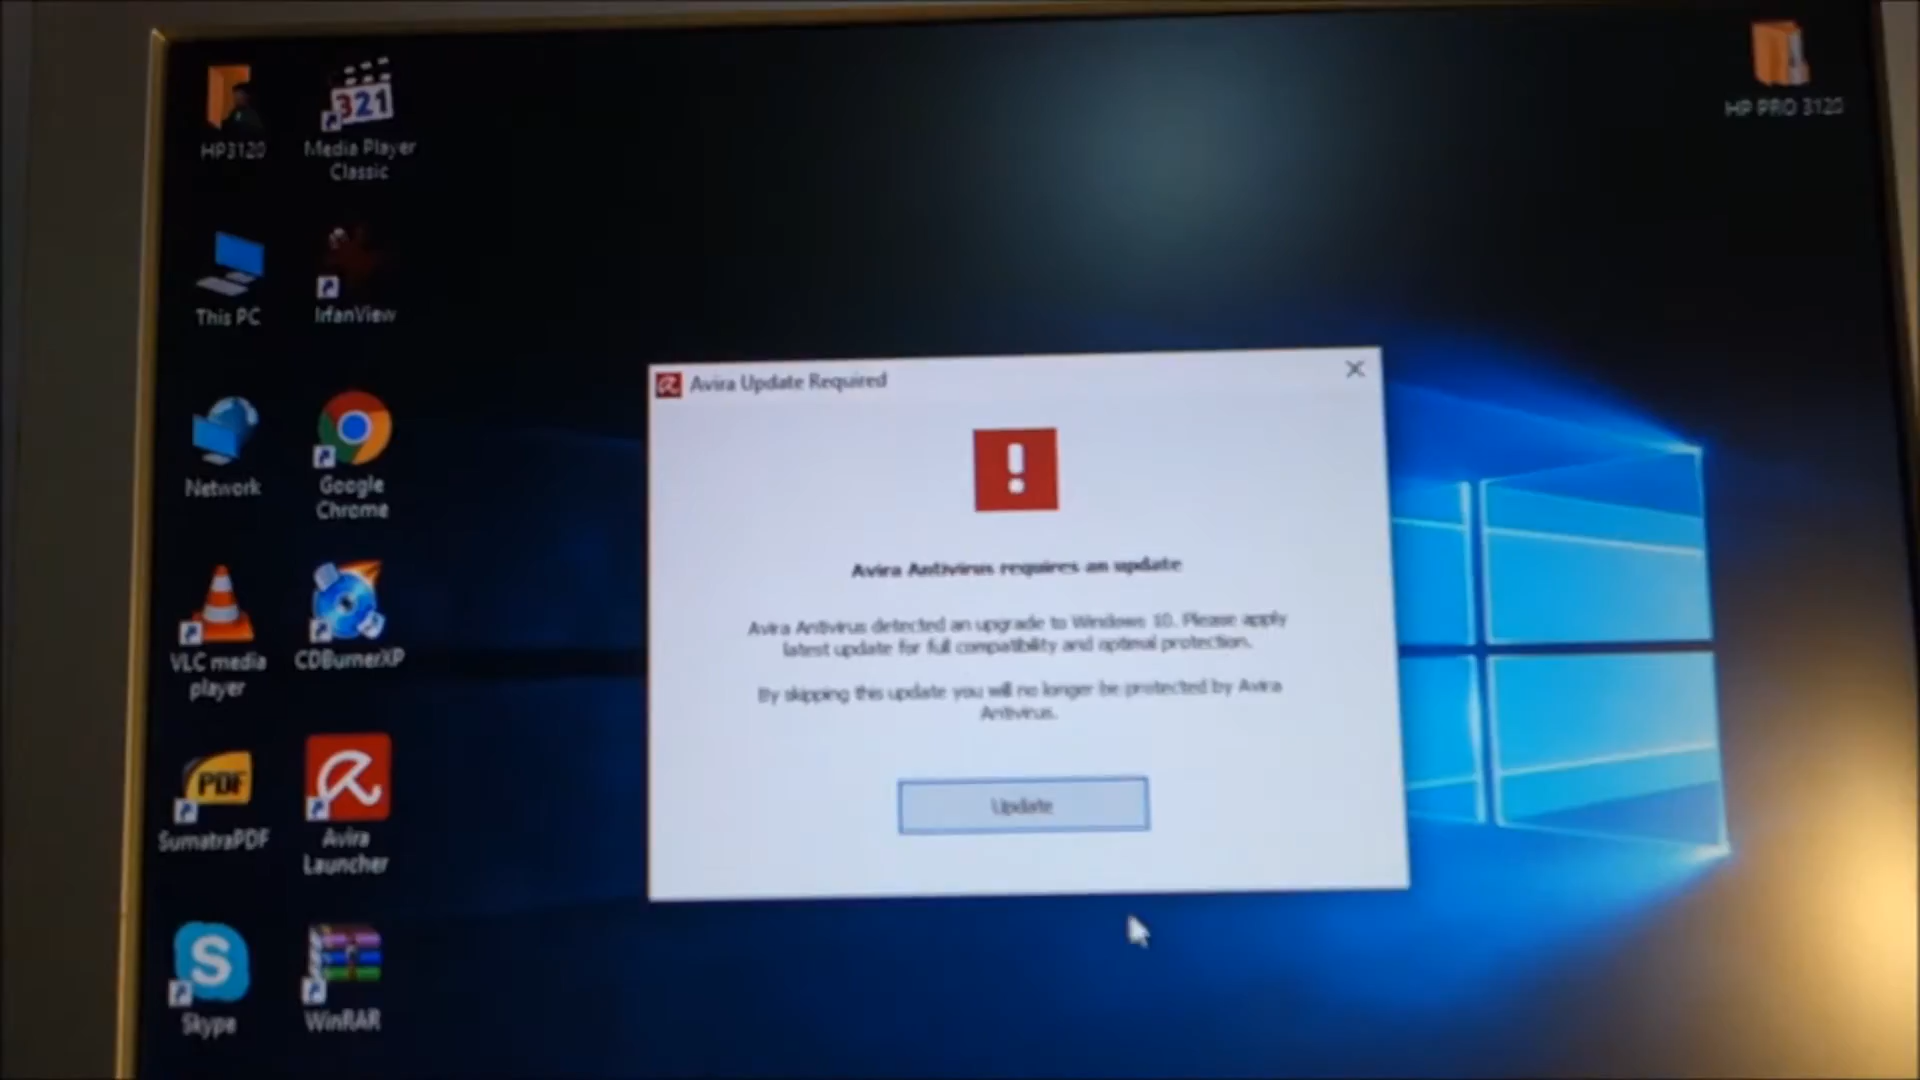 HP3120
321
Media Player
Classic
HP PRO 3120
This PC
IrfanView
Network
Google
Chrome
VLC media
player
CDBurnerXP
PDF
SumatraPDF
Avira
Launcher
S
Skype
WinRAR
Avira Update Required
!
Avira Antivirus requires an update
Avira Antivirus detected an upgrade to Windows 10. Please apply
latest update for full compatibility and optimal protection.
By skipping this update you will no longer be protected by Avira
Antivirus.
Update